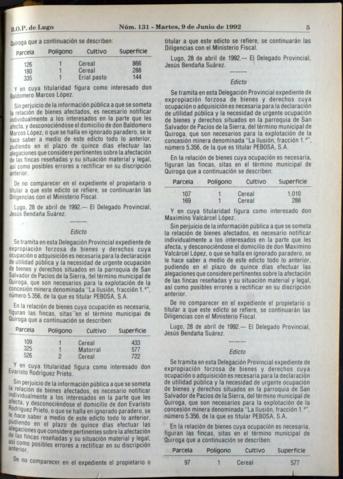 B.O.P. de Lugo
Núm. 131 - Martes, 9 de Junio de 1992
5
Quiroga que a continuación se describen:
Parcela Polígono Cultivo Superficie
126 1 Cereal 866
180 1 Cereal 288
335 1 Erial pasto 144
Y en cuya titularidad figura como interesado don
Baldomero Marcos López.
Sin perjuicio de la información pública a que se someta
la relación de bienes afectados, es necesario notificar
individualmente a los interesados en la parte que les
afecta, y desconociéndose el domicilio de don Baldomero
Marcos López, o que se halla en ignorado paradero, se le
hace saber a medio de este edicto todo lo anterior,
pudiendo en el plazo de quince días efectuar las
alegaciones que consideren pertinentes sobre la afectación
de las fincas reseñadas y su situación material y legal,
así como posibles errores a rectificar en su discripción
anterior.
De no comparecer en el expediente el propietario o
titular a que este edicto se refiere, se continuarán las
Diligencias con el Ministerio Fiscal.
Lugo, 28 de abril de 1992.— El Delegado Provincial,
Jesús Bendaña Suárez.
Edicto
Se tramita en esta Delegación Provincial expediente de
expropiación forzosa de bienes y derechos cuya
ocupación o adquisición es necesaria para la declaración
de utilidad pública y la necesidad de urgente ocupación
de bienes y derechos situados en la parroquia de San
Salvador de Pacios de la Sierra, del término municipal de
Quiroga, que son necesarios para la explotación de la
concesión minera denominada "La Ilusión, fracción 1.ª",
número 5.356, de la que es titular PEBOSA, S.A.
En la relación de bienes cuya ocupación es necesaria,
figuran las fincas, sitas en el término municipal de
Quiroga que a continuación se describen:
Parcela Polígono Cultivo Superficie
109 1 Cereal 433
325 1 Matorral 577
526 2 Cereal 722
Y en cuya titularidad figura como interesado don
Evaristo Rodríguez Prieto.
Sin perjuicio de la información pública a que se someta
la relación de bienes afectados, es necesario notificar
individualmente a los interesados en la parte que les
afecta, y desconociéndose el domicilio de don Evaristo
Rodríguez Prieto, o que se halla en ignorado paradero, se
le hace saber a medio de este edicto todo lo anterior,
pudiendo en el plazo de quince días efectuar las
alegaciones que considere pertinentes sobre la afectación
de las fincas reseñadas y su situación material y legal,
así como posibles errores a rectificar en su discripción
anterior.
De no comparecer en el expediente el propietario o
titular a que este edicto se refiere, se continuarán las
Diligencias con el Ministerio Fiscal.
Lugo, 28 de abril de 1992.— El Delegado Provincial,
Jesús Bendaña Suárez.
Edicto
Se tramita en esta Delegación Provincial expediente de
expropiación forzosa de bienes y derechos cuya
ocupación o adquisición es necesaria para la declaración
de utilidad pública y la necesidad de urgente ocupación
de bienes y derechos situados en la parroquia de San
Salvador de Pacios de la Sierra, del término municipal de
Quiroga, que son necesarios para la explotación de la
concesión minera denominada "La Ilusión, fracción 1.ª"
número 5.356, de la que es titular PEBOSA, S.A.
En la relación de bienes cuya ocupación es necesaria,
figuran las fincas, sitas en el término municipal de
Quiroga que a continuación se describen:
Parcela Polígono Cultivo Superficie
107 1 Cereal 1.010
169 1 Cereal 288
Y en cuya titularidad figura como interesado don
Maximino Valcárcel López.
Sin perjuicio de la información pública a que se someta
la relación de bienes afectados, es necesario notificar
individualmente a los interesados en la parte que les
afecta, y desconociéndose el domicilio de don Maximino
Valcárcel López, o que se halla en ignorado paradero, se
le hace saber a medio de este edicto todo lo anterior,
pudiendo en el plazo de quince días efectuar las
alegaciones que considere pertinentes sobre la afectación
de las fincas reseñadas y su situación material y legal,
así como posibles errores a rectificar en su discripción
anterior.
De no comparecer en el expediente el propietario o
titular a que este edicto se refiere, se continuarán las
Diligencias con el Ministerio Fiscal.
Lugo, 28 de abril de 1992.— El Delegado Provincial,
Jesús Bendaña Suárez.
Edicto
Se tramita en esta Delegación Provincial expediente de
expropiación forzosa de bienes y derechos cuya
ocupación o adquisición es necesaria para la declaración
de utilidad pública y la necesidad de urgente ocupación
de bienes y derechos situados en la parroquia de San
Salvador de Pacios de la Sierra, del término municipal de
Quiroga, que son necesarios para la explotación de la
concesión minera denominada "La Ilusión, fracción 1.ª",
número 5.356, de la que es titular PEBOSA, S.A.
En la relación de bienes cuya ocupación es necesaria,
figuran las fincas, sitas en el término municipal de
Quiroga que a continuación se describen:
Parcela Polígono Cultivo Superficie
97 1 Cereal 577